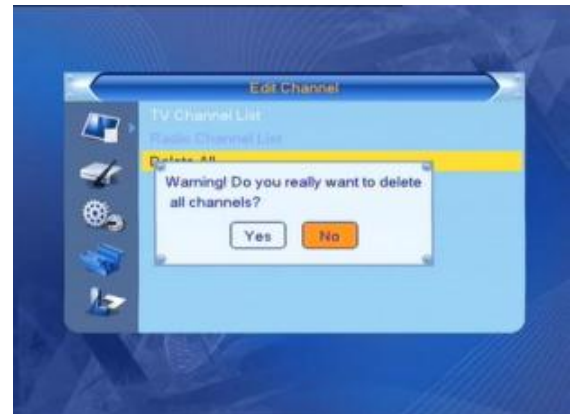 Edit Channel
TV Channel List
Radio Channel List
Delete All
Warning! Do you really want to delete
all channels?
Yes
No